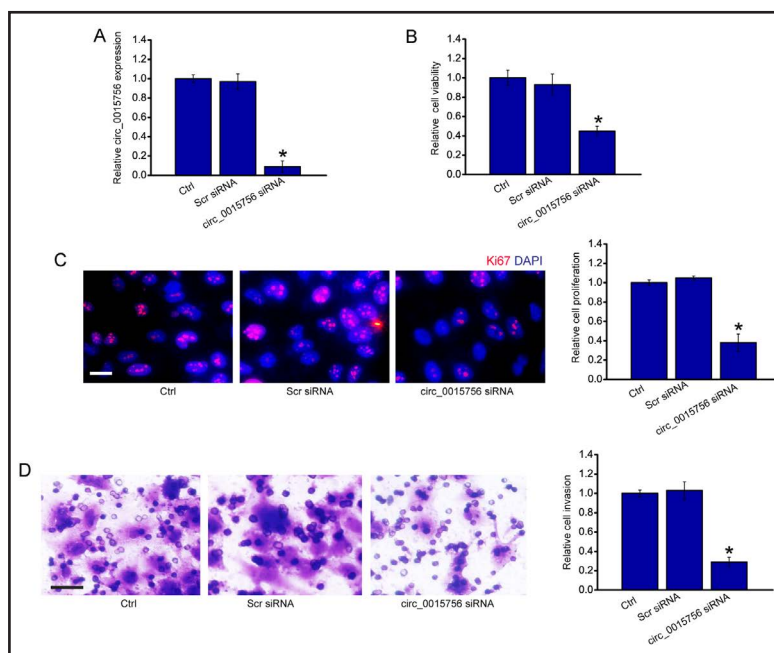 A
Relative circ_0015756 expression
1.4
1.2
1.0
0.8
0.6
0.4
0.2
0.0
*
Ctrl
Scr siRNA
circ_0015756 siRNA
B
Relative cell viability
1.4
1.2
1.0
0.8
0.6
0.4
0.2
0.0
*
Ctrl
Scr siRNA
circ_0015756 siRNA
C
Ki67 DAPI
Ctrl
Scr siRNA
circ_0015756 siRNA
Relative cell proliferation
1.4
1.2
1.0
0.8
0.6
0.4
0.2
0.0
*
Ctrl
Scr siRNA
circ_0015756 siRNA
D
Ctrl
Scr siRNA
circ_0015756 siRNA
Relative cell invasion
1.4
1.2
1.0
0.8
0.6
0.4
0.2
0.0
*
Ctrl
Scr siRNA
circ_0015756 siRNA